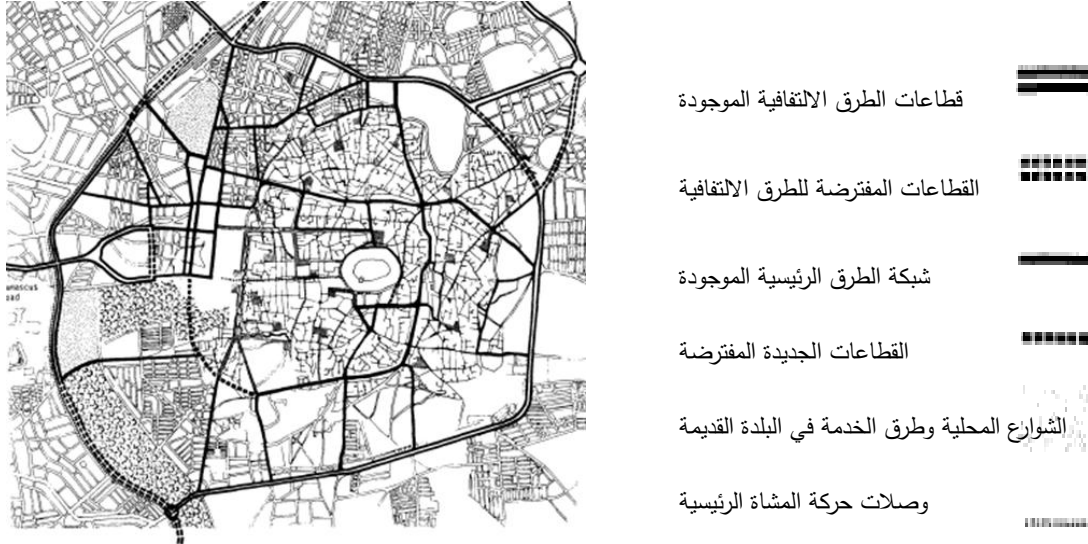 قطاعات الطرق الالتفافية الموجودة
القطاعات المفترضة للطرق الالتفافية
شبكة الطرق الرئيسية الموجودة
القطاعات الجديدة المفترضة
الشوارع المحلية وطرق الخدمة في البلدة القديمة
وصلات حركة المشاة الرئيسية